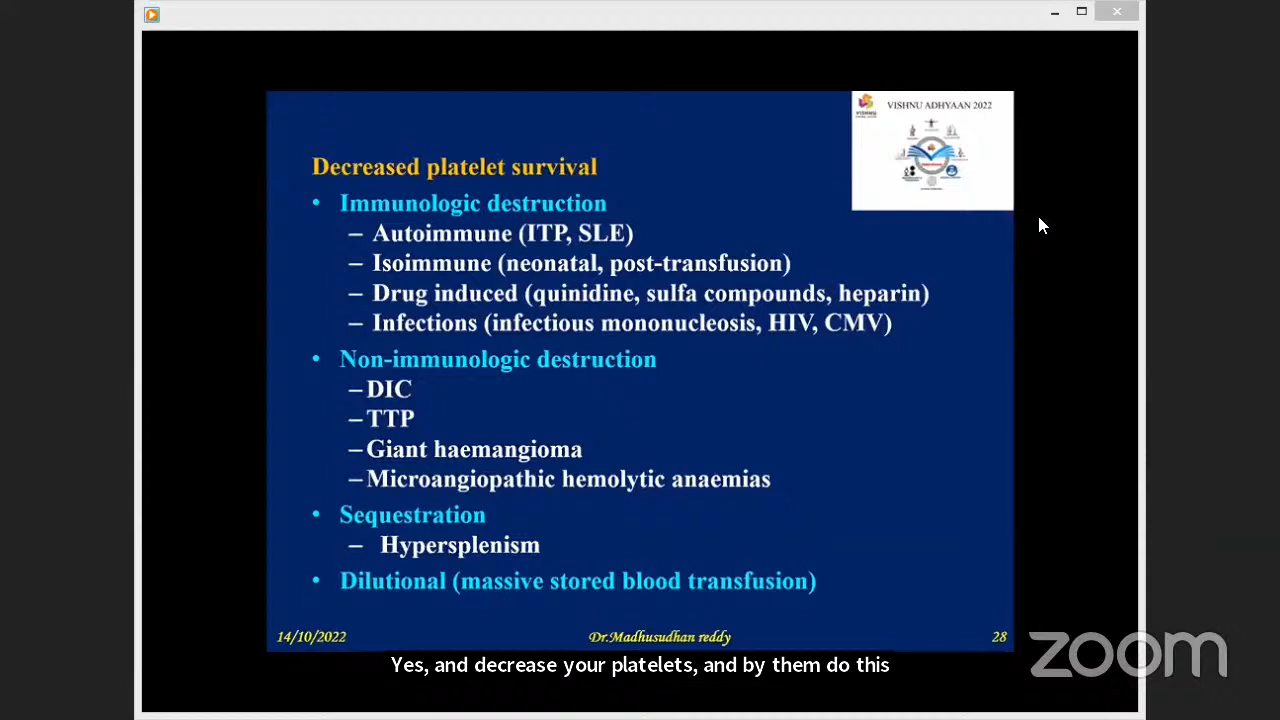 VISHNU ADHYAAN 2022
VISHNU
Decreased platelet survival
• Immunologic destruction
– Autoimmune (ITP, SLE)
– Isoimmune (neonatal, post-transfusion)
– Drug induced (quinidine, sulfa compounds, heparin)
– Infections (infectious mononucleosis, HIV, CMV)
• Non-immunologic destruction
– DIC
– TTP
– Giant haemangioma
– Microangiopathic hemolytic anaemias
• Sequestration
– Hypersplenism
• Dilutional (massive stored blood transfusion)
14/10/2022 Dr.Madhusudhan reddy 28
Yes, and decrease your platelets, and by them do this
zoom